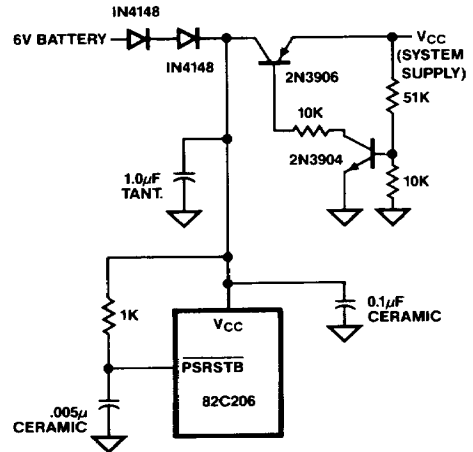 IN4148
6V BATTERY
IN4148
2N3906
VCC
(SYSTEM
SUPPLY)
51K
10K
2N3904
10K
1.0µF
TANT.
1K
VCC
0.1µF
CERAMIC
PSRSTB
82C206
.005µ
CERAMIC